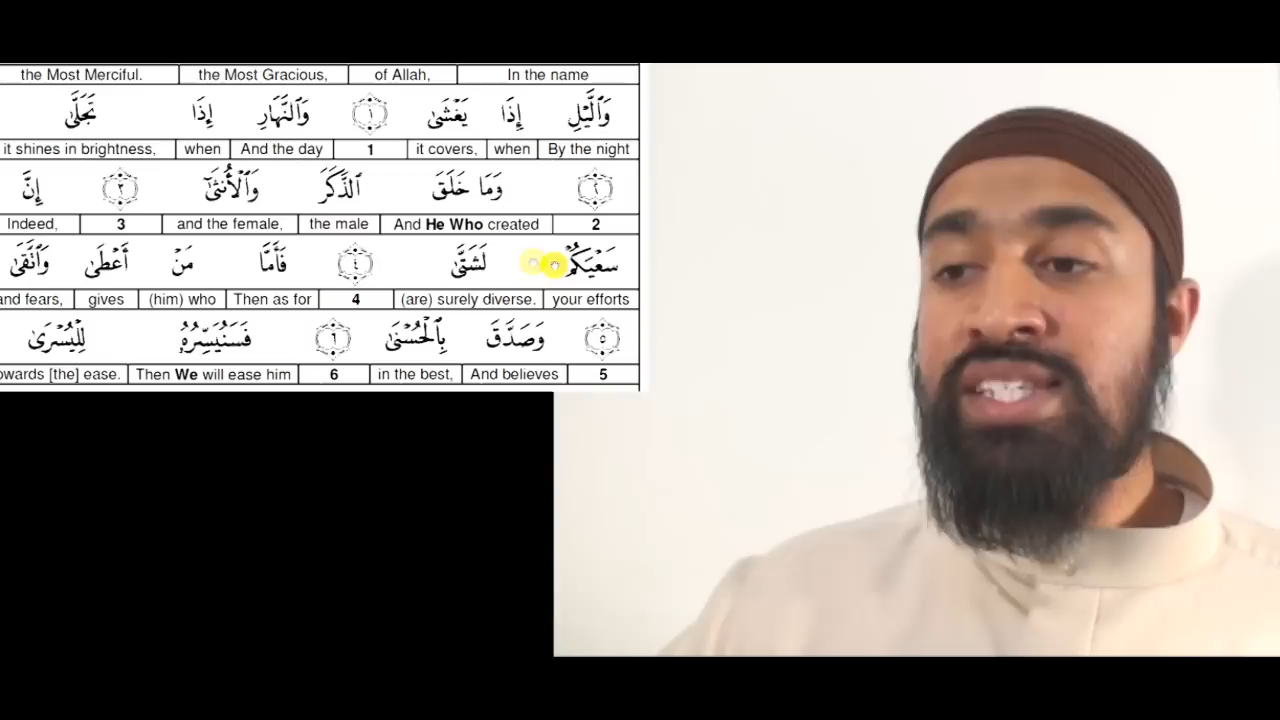 In the name of Allah, the Most Gracious, the Most Merciful.
وَٱلَّيْلِ إِذَا يَغْشَىٰ ١ وَٱلنَّهَارِ إِذَا تَجَلَّىٰ
By the night when it covers, 1 And the day when it shines in brightness,
٢ وَمَا خَلَقَ ٱلذَّكَرَ وَٱلْأُنثَىٰٓ ٣ إِنَّ
2 And He Who created the male and the female, 3 Indeed,
سَعْيَكُمْ لَشَتَّىٰ ٤ فَأَمَّا مَنْ أَعْطَىٰ وَٱتَّقَىٰ
your efforts (are) surely diverse. 4 Then as for (him) who gives and fears,
٥ وَصَدَّقَ بِٱلْحُسْنَىٰ ٦ فَسَنُيَسِّرُهُۥ لِلْيُسْرَىٰ
5 And believes in the best, 6 Then We will ease him owards [the] ease.